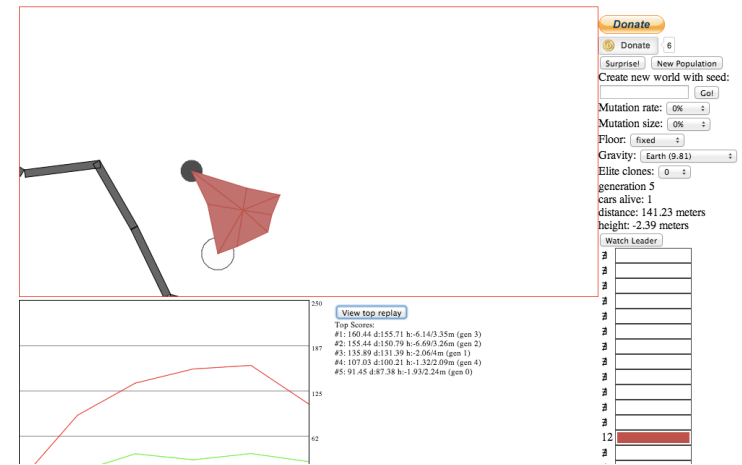 Donate
Donate 6
Surprise! New Population
Create new world with seed:
Go!
Mutation rate: 0%
Mutation size: 0%
Floor: fixed
Gravity: Earth (9.81)
Elite clones: 0
generation 5
cars alive: 1
distance: 141.23 meters
height: -2.39 meters
Watch Leader
∄
∄
∄
∄
∄
∄
∄
∄
∄
∄
∄
∄
12
∄
250
187
125
62
View top replay
Top Scores:
#1: 160.44 d:155.71 h:-6.14/3.35m (gen 3)
#2: 155.44 d:150.79 h:-6.69/3.26m (gen 2)
#3: 135.89 d:131.39 h:-2.06/4m (gen 1)
#4: 107.03 d:100.21 h:-1.32/2.09m (gen 4)
#5: 91.45 d:87.38 h:-1.93/2.24m (gen 0)